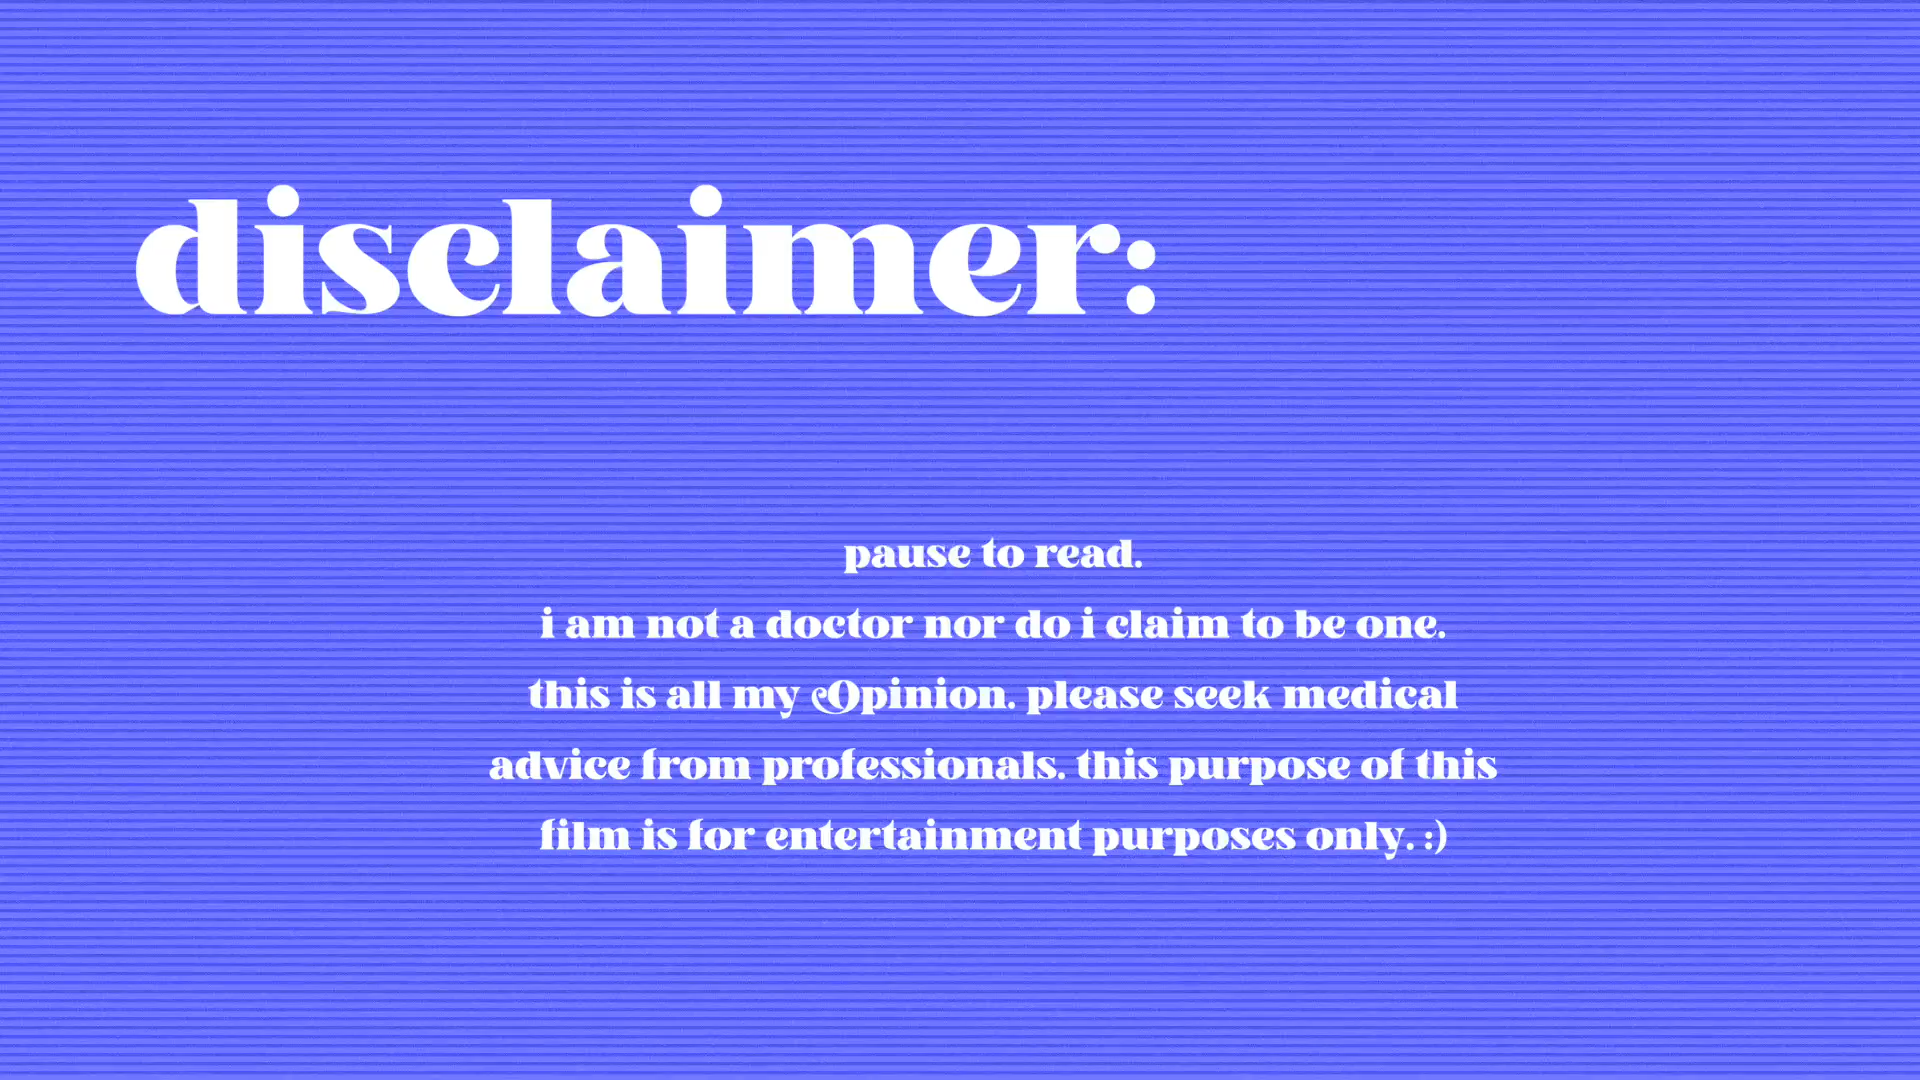 disclaimer:
pause to read.
i am not a doctor nor do i claim to be one.
this is all my Opinion. please seek medical
advice from professionals. this purpose of this
film is for entertainment purposes only. :)